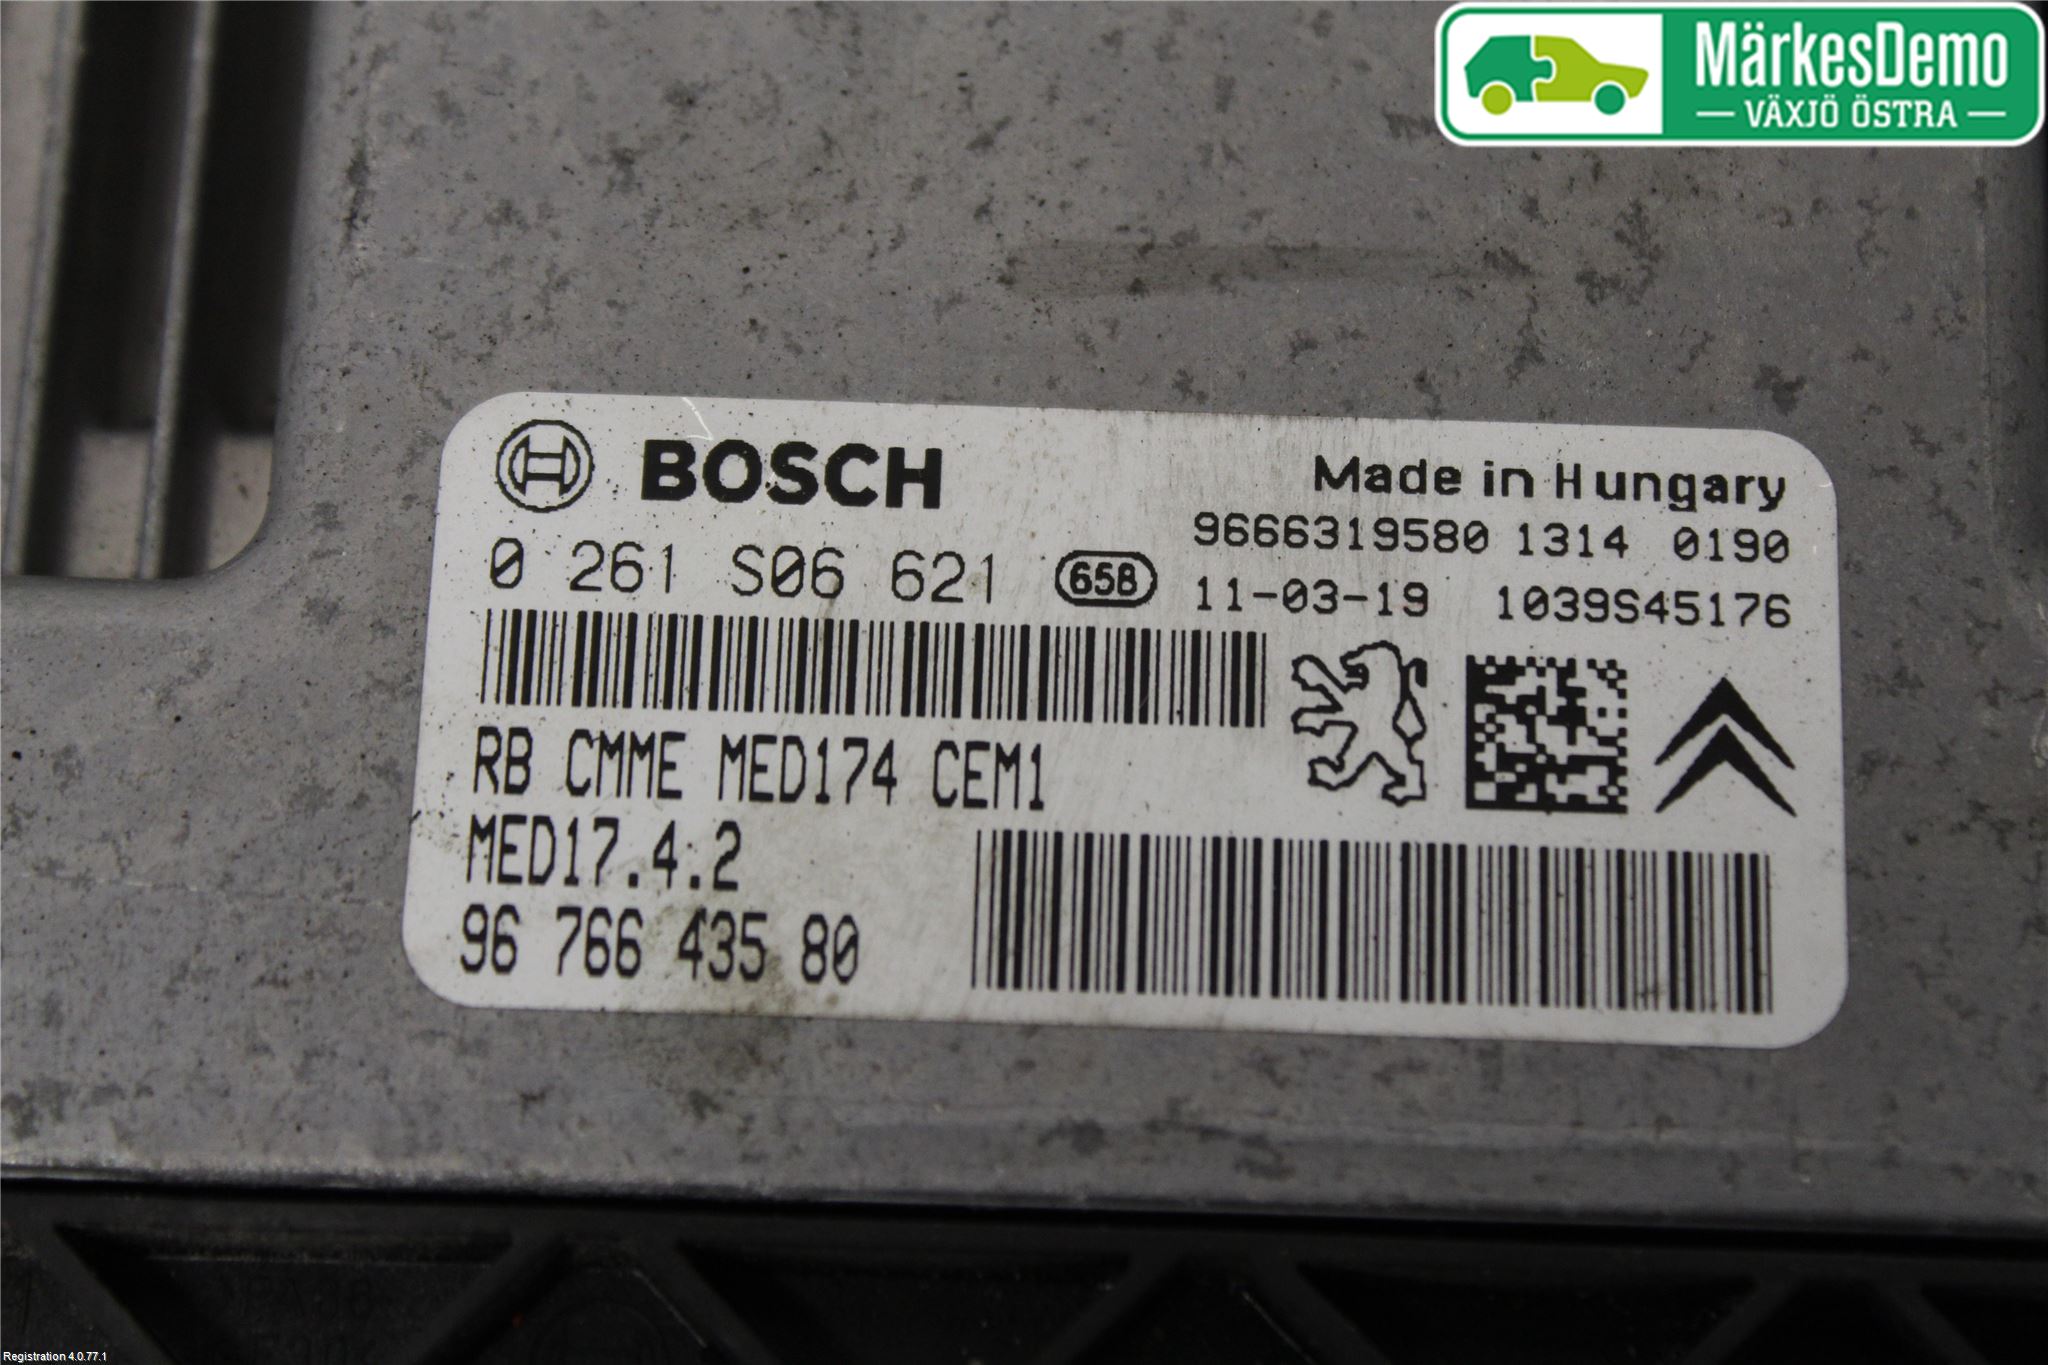 MärkesDemo
VÄXJÖ ÖSTRA
BOSCH
Made in Hungary
9666319580 1314 0190
0 261 S06 621 658
11-03-19 1039S45176
RB CMME MED174 CEM1
MED17.4.2
96 766 435 80
Registration 4.0.77.1